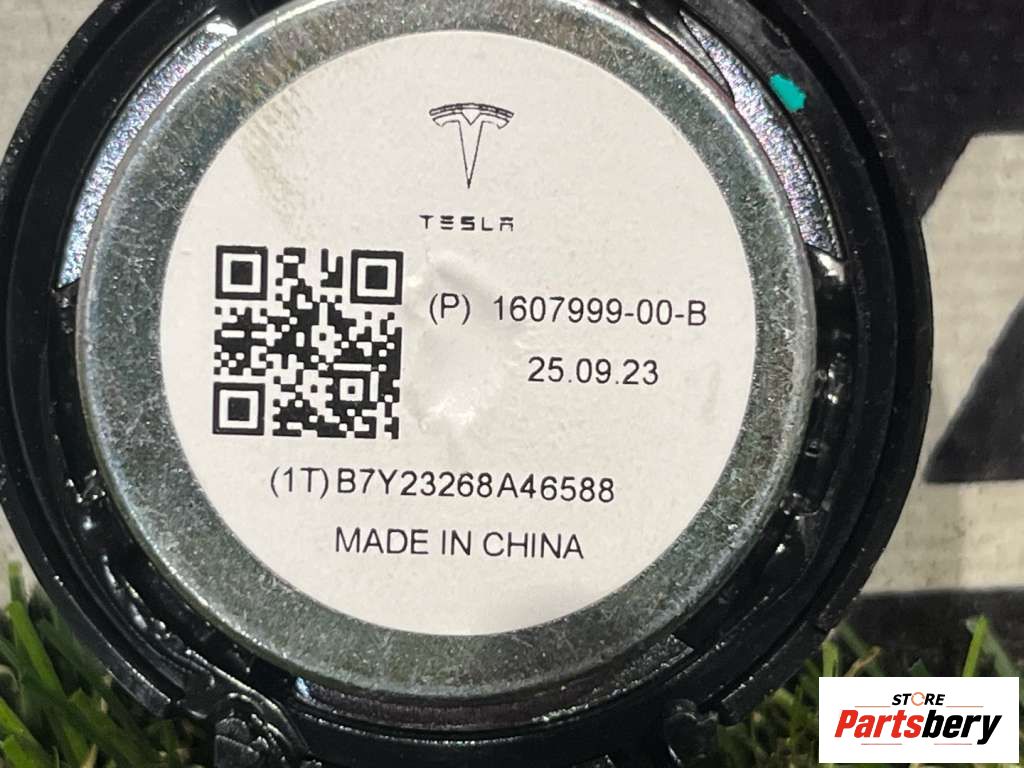 TESLA
(P) 1607999-00-B
25.09.23
(1T)B7Y23268A46588
MADE IN CHINA
STORE
Partsbery